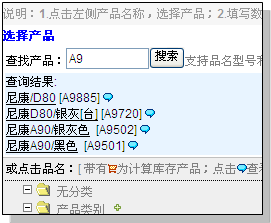 说明：1.点击左侧产品名称，选择产品；2.填写数
选择产品
查找产品： A9 搜索 支持品名型号
查询结果:
尼康/D80 [A9885]
尼康D80/银灰[台] [A9720]
尼康A90/银灰色 [A9502]
尼康A90/黑色 [A9501]
或点击品名：[ 带有为计算库存产品；点击查
无分类
产品类别